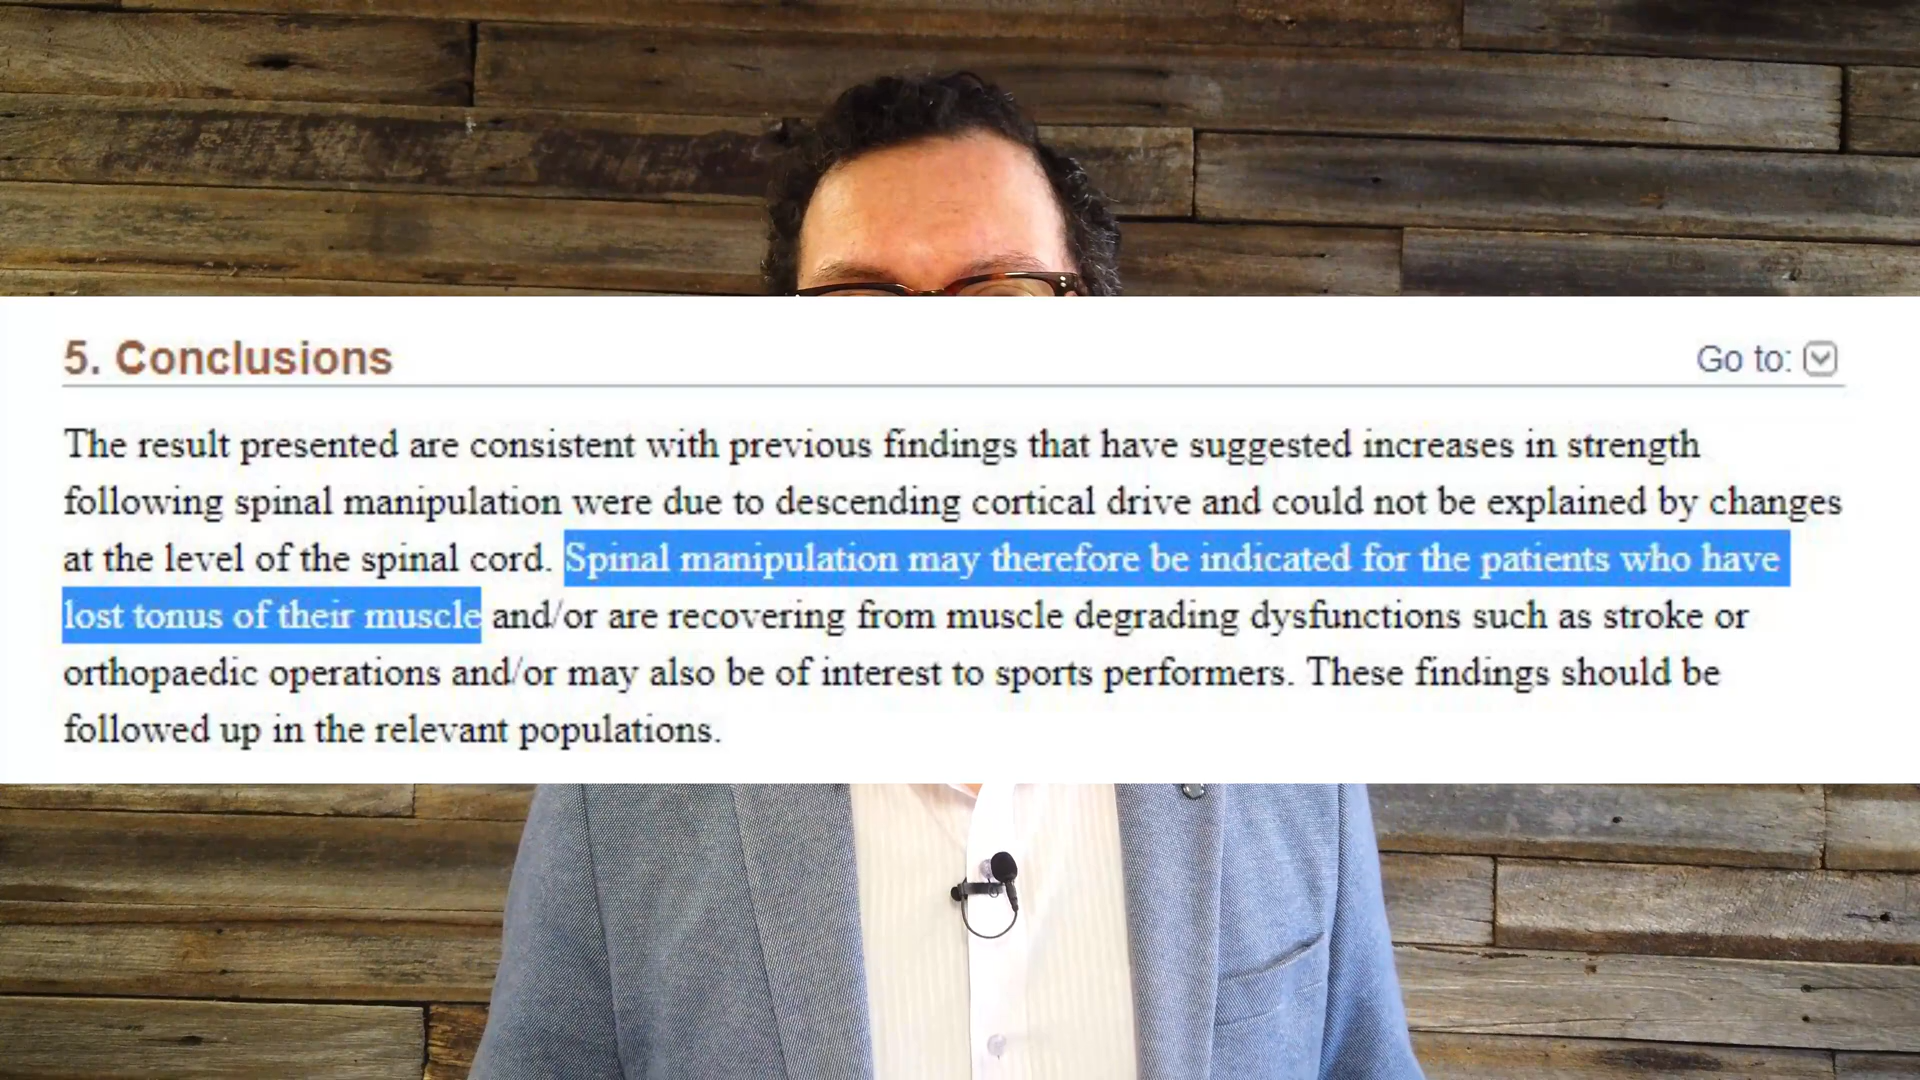 5. Conclusions
Go to:
The result presented are consistent with previous findings that have suggested increases in strength
following spinal manipulation were due to descending cortical drive and could not be explained by changes
at the level of the spinal cord. Spinal manipulation may therefore be indicated for the patients who have
lost tonus of their muscle and/or are recovering from muscle degrading dysfunctions such as stroke or
orthopaedic operations and/or may also be of interest to sports performers. These findings should be
followed up in the relevant populations.